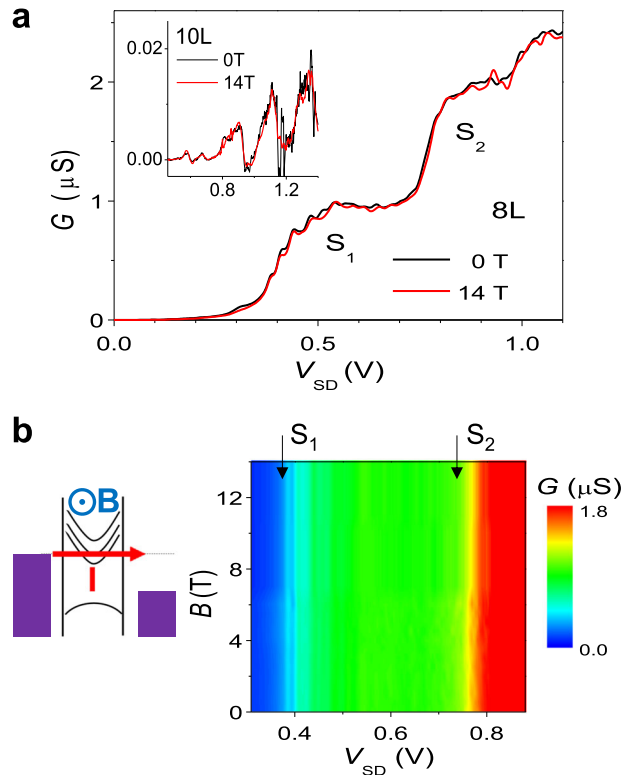 a
10L
0T
14T
0.02
0.00
0.8
1.2
G (μS)
2
1
0
S₁
S₂
8L
0 T
14 T
0.0
0.5
1.0
V_SD (V)
b
⊙B
I
S₁
S₂
B(T)
12
8
4
0
0.4
0.6
0.8
V_SD (V)
G (μS)
1.8
0.0